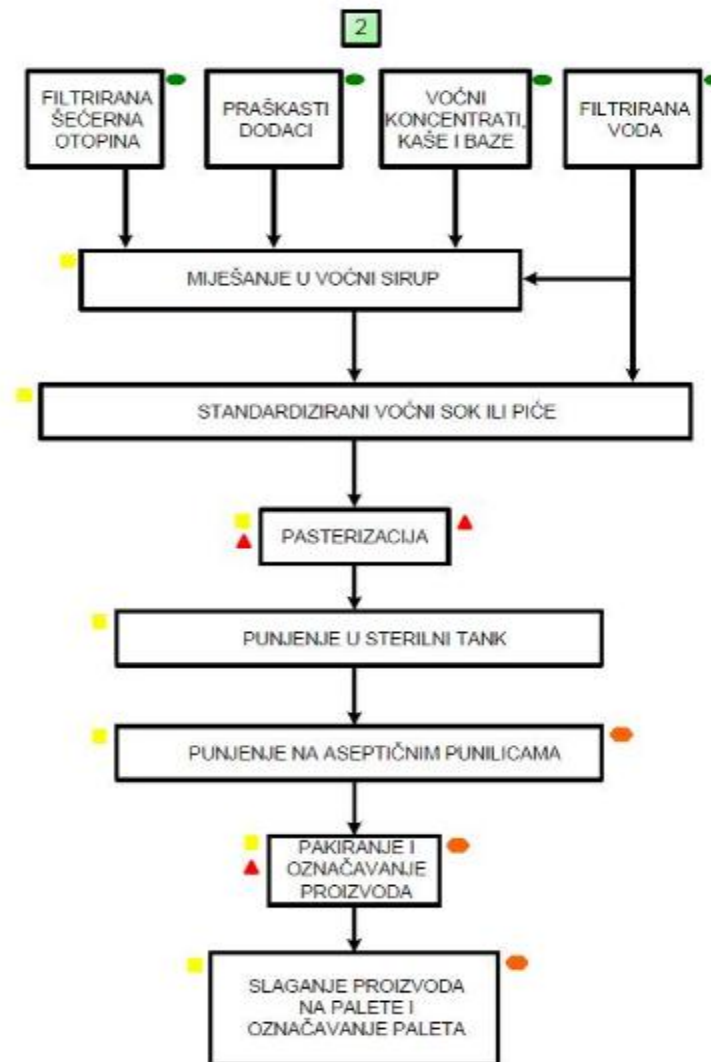 2
FILTRIRANA
ŠEĆERNA
OTOPINA
PRAŠKASTI
DODACI
VOĆNI
KONCENTRATI,
KAŠE I BAZE
FILTRIRANA
VODA
MIJEŠANJE U VOĆNI SIRUP
STANDARDIZIRANI VOĆNI SOK ILI PIĆE
PASTERIZACIJA
PUNJENJE U STERILNI TANK
PUNJENJE NA ASEPTIČNIM PUNILICAMA
PAKIRANJE I
OZNAČAVANJE
PROIZVODA
SLAGANJE PROIZVODA
NA PALETE I
OZNAČAVANJE PALETA